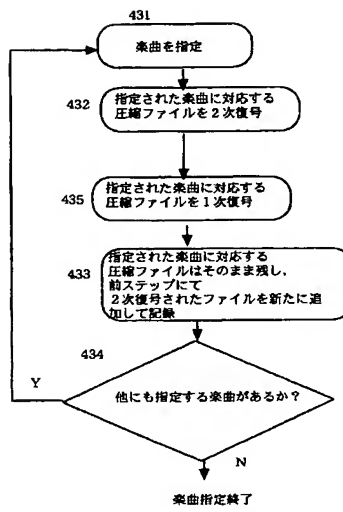 431
楽曲を指定
432
指定された楽曲に対応する
圧縮ファイルを2次復号
435
指定された楽曲に対応する
圧縮ファイルを1次復号
433
指定された楽曲に対応する
圧縮ファイルはそのまま残し、
前ステップにて
2次復号されたファイルを新たに追
加して記録
434
Y
他にも指定する楽曲があるか?
N
楽曲指定終了